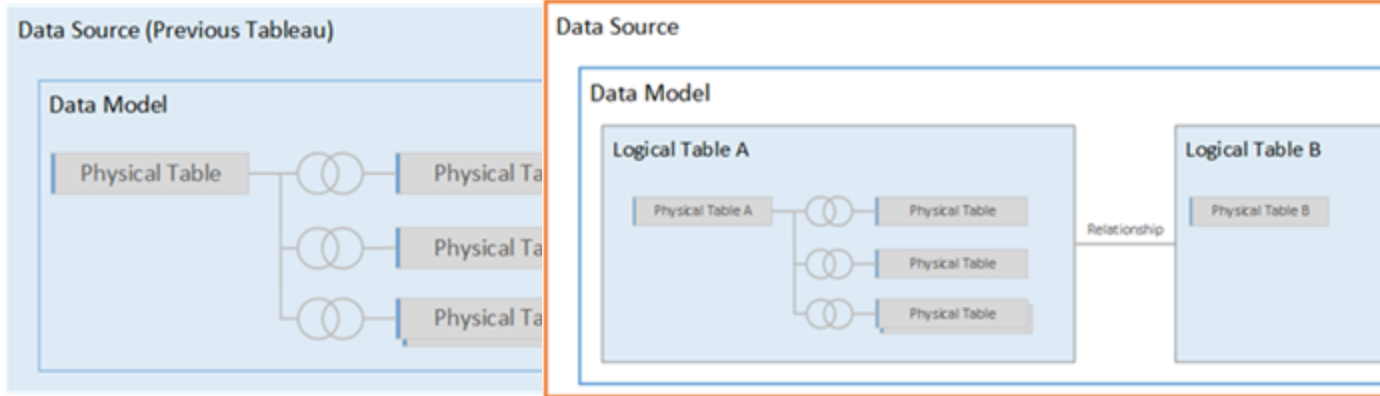 Data Source (Previous Tableau)
Data Model
Physical Table
Physical Ta
Physical Ta
Physical Ta
Data Source
Data Model
Logical Table A
Physical Table A
Physical Table
Physical Table
Physical Table
Relationship
Logical Table B
Physical Table B